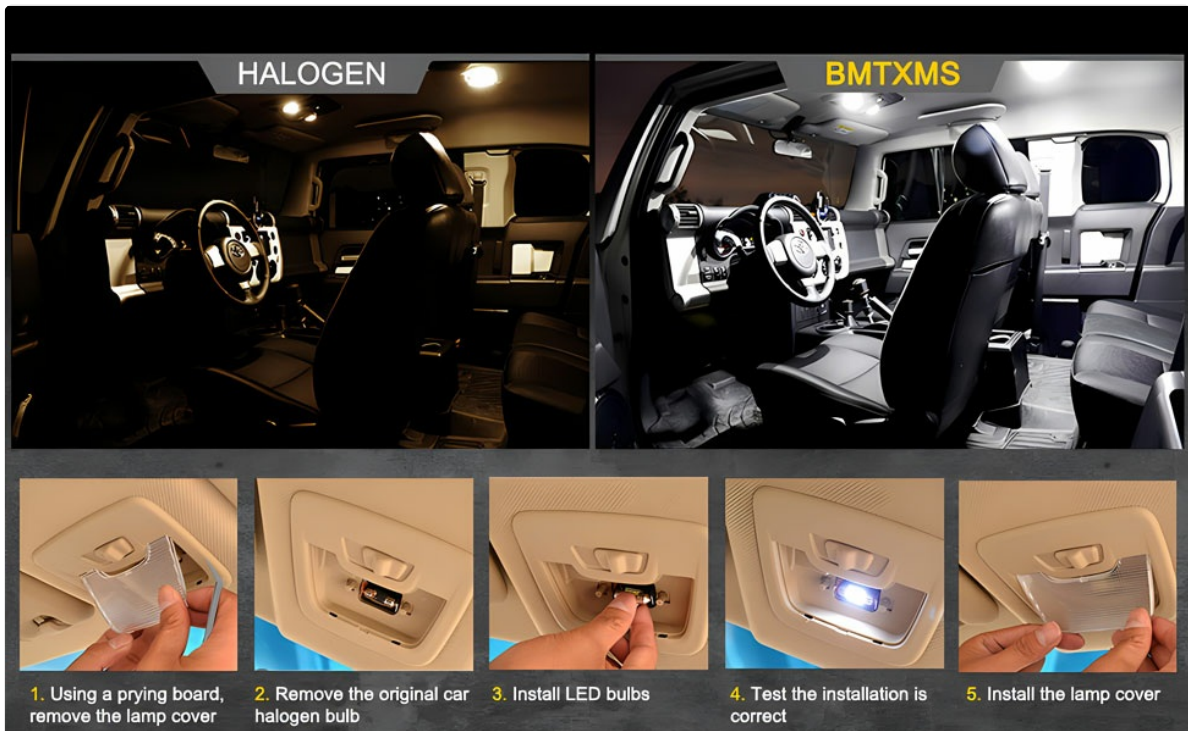 HALOGEN
BMTXMS
1. Using a prying board,
remove the lamp cover
2. Remove the original car
halogen bulb
3. Install LED bulbs
4. Test the installation is
correct
5. Install the lamp cover